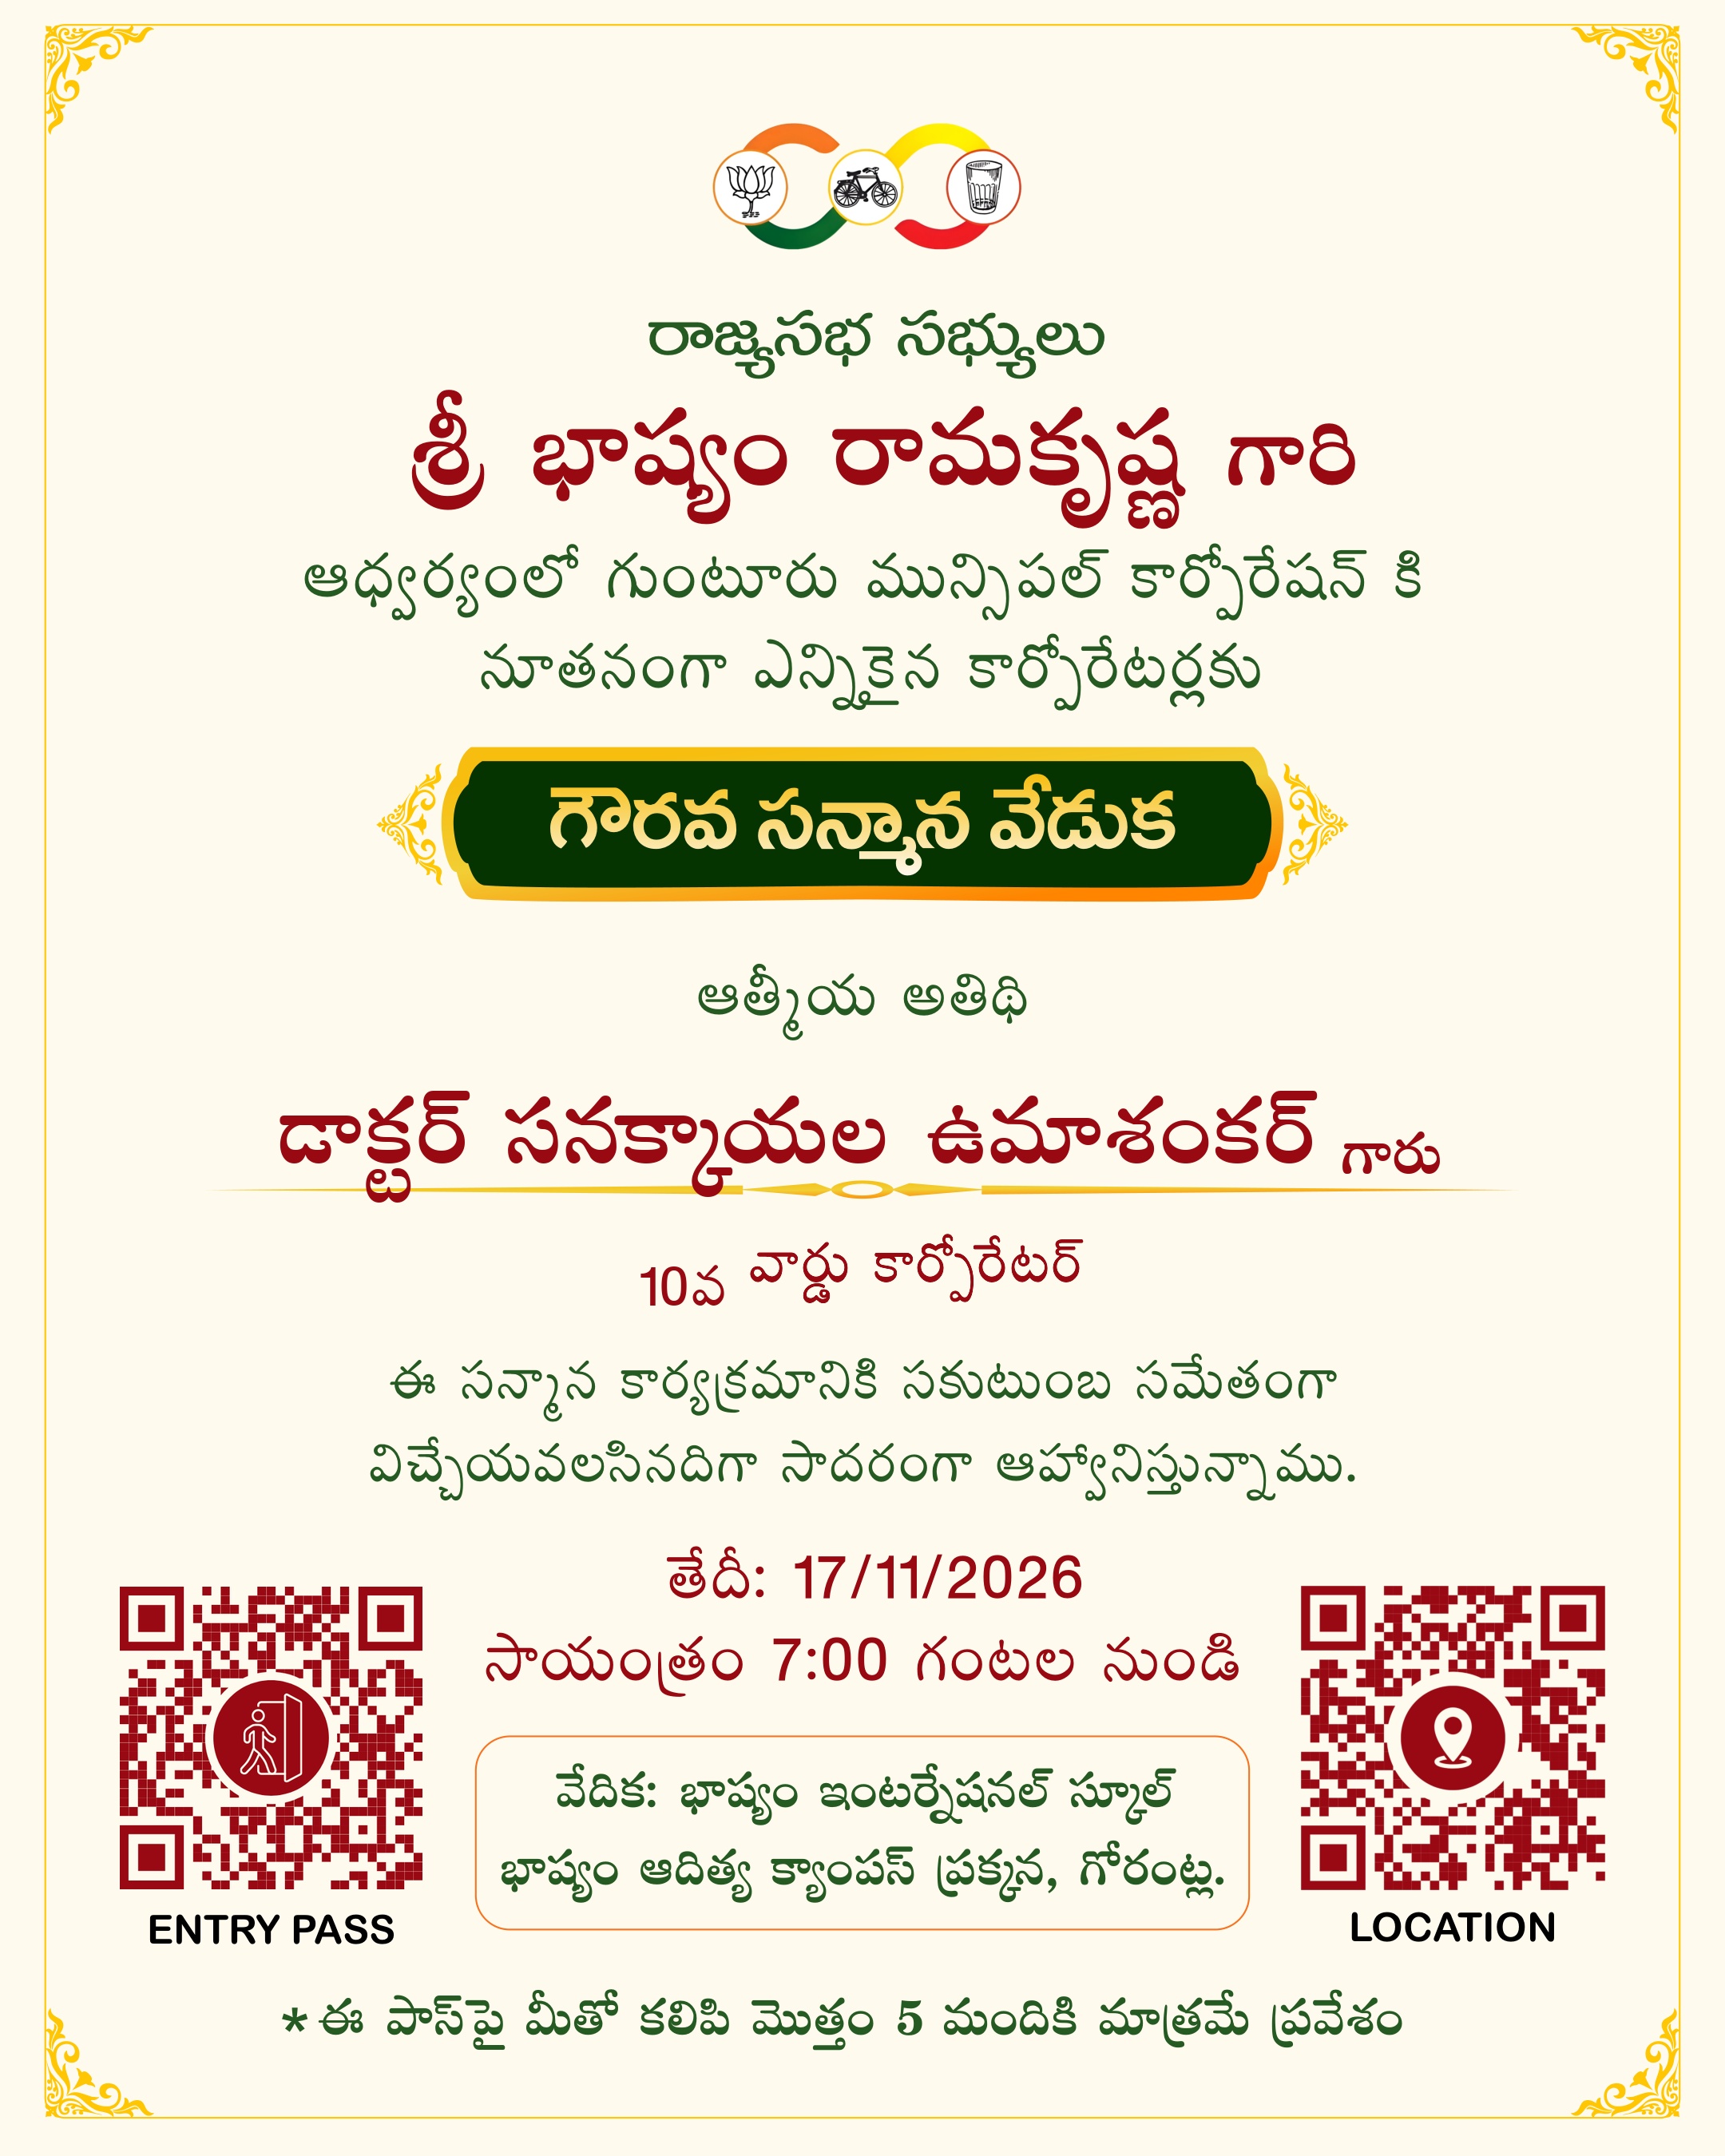 రాజ్యసభ సభ్యులు
శ్రీ భాష్యం రామకృష్ణ గారి
ఆధ్వర్యంలో గుంటూరు మున్సిపల్ కార్పోరేషన్ కి
నూతనంగా ఎన్నికైన కార్పోరేటర్లకు
గౌరవ సన్మాన వేడుక
ఆత్మీయ అతిథి
డాక్టర్ సనక్కాయల ఉమాశంకర్ గారు
10వ వార్డు కార్పోరేటర్
ఈ సన్మాన కార్యక్రమానికి సకుటుంబ సమేతంగా
విచ్చేయవలసినదిగా సాదరంగా ఆహ్వానిస్తున్నాము.
తేదీ: 17/11/2026
సాయంత్రం 7:00 గంటల నుండి
వేదిక: భాష్యం ఇంటర్నేషనల్ స్కూల్
భాష్యం ఆదిత్య క్యాంపస్ ప్రక్కన, గోరంట్ల.
ENTRY PASS
LOCATION
*ఈ పాస్‌పై మీతో కలిపి మొత్తం 5 మందికి మాత్రమే ప్రవేశం